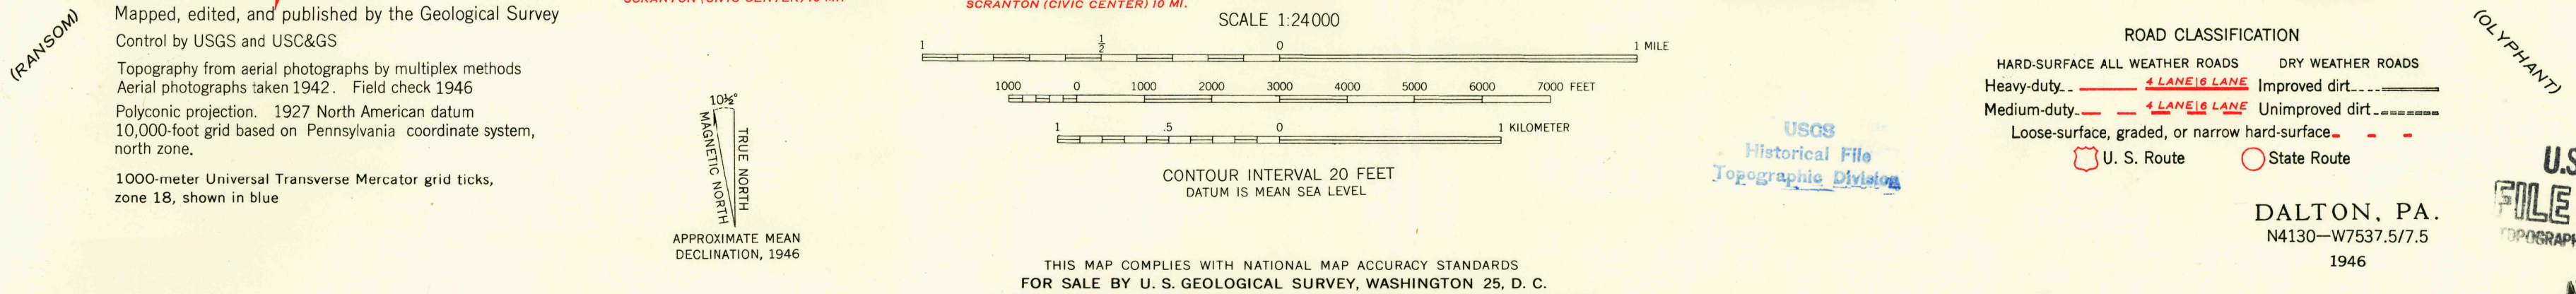 (RANSOM)
Mapped, edited, and published by the Geological Survey
Control by USGS and USC&GS
Topography from aerial photographs by multiplex methods
Aerial photographs taken 1942. Field check 1946
Polyconic projection. 1927 North American datum
10,000-foot grid based on Pennsylvania coordinate system,
north zone.
1000-meter Universal Transverse Mercator grid ticks,
zone 18, shown in blue
10½°
MAGNETIC NORTH
TRUE NORTH
APPROXIMATE MEAN
DECLINATION, 1946
SCRANTON (CIVIC CENTER) 10 MI.
SCALE 1:24000
1 ½ 0 1 MILE
1000 0 1000 2000 3000 4000 5000 6000 7000 FEET
1 .5 0 1 KILOMETER
CONTOUR INTERVAL 20 FEET
DATUM IS MEAN SEA LEVEL
THIS MAP COMPLIES WITH NATIONAL MAP ACCURACY STANDARDS
FOR SALE BY U. S. GEOLOGICAL SURVEY, WASHINGTON 25, D. C.
USGS
Historical File
Topographic Division
ROAD CLASSIFICATION
HARD-SURFACE ALL WEATHER ROADS DRY WEATHER ROADS
Heavy-duty 4 LANE|6 LANE Improved dirt
Medium-duty 4 LANE|6 LANE Unimproved dirt
Loose-surface, graded, or narrow hard-surface
U. S. Route State Route
DALTON, PA.
N4130—W7537.5/7.5
1946
(OLYPHANT)
U.S
FILE
TOPOGRAPH